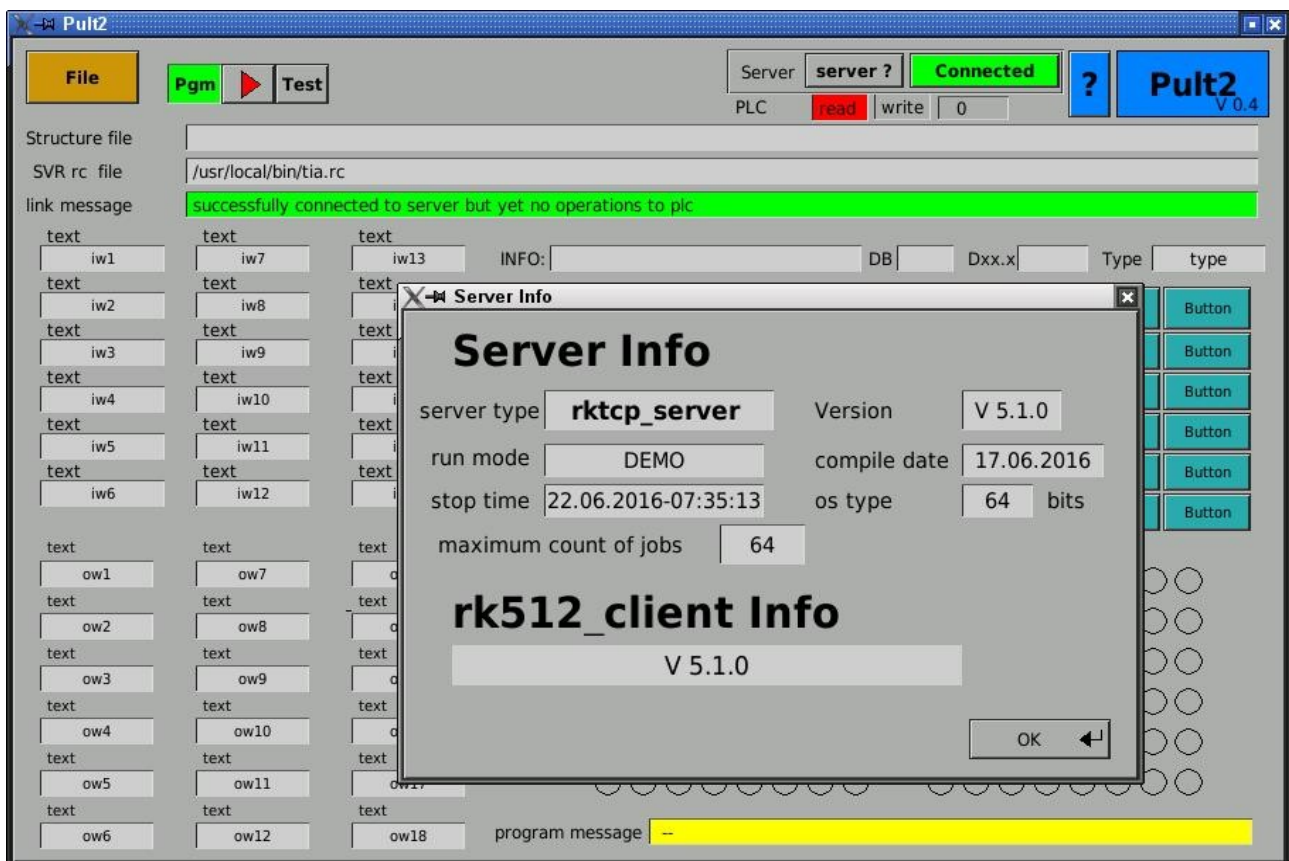 Pult2
File
Pgm Test
Server server ? Connected
? Pult2
V 0.4
PLC read write 0
Structure file
SVR rc file /usr/local/bin/tia.rc
link message successfully connected to server but yet no operations to plc
text text text
iw1 iw7 iw13 INFO: DB Dxx.x Type type
text text text
iw2 iw8 Button
text text text
iw3 iw9 Button
text text text
iw4 iw10 Button
text text text
iw5 iw11 Button
text text text
iw6 iw12 Button
Button
Server Info
Server Info
server type rktcp_server Version V 5.1.0
run mode DEMO compile date 17.06.2016
stop time 22.06.2016-07:35:13 os type 64 bits
maximum count of jobs 64
rk512_client Info
V 5.1.0
OK
text text text
ow1 ow7
text text text
ow2 ow8
text text text
ow3 ow9
text text text
ow4 ow10
text text text
ow5 ow11 ow17
text text text
ow6 ow12 ow18 program message --